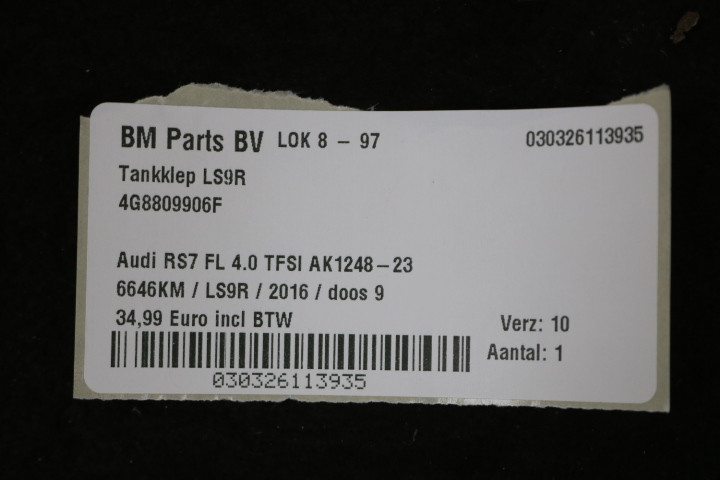 BM Parts BV LOK 8 - 97 030326113935
Tankklep LS9R
4G8809906F
Audi RS7 FL 4.0 TFSI AK1248-23
6646KM / LS9R / 2016 / doos 9
34,99 Euro incl BTW
Verz: 10
Aantal: 1
030326113935